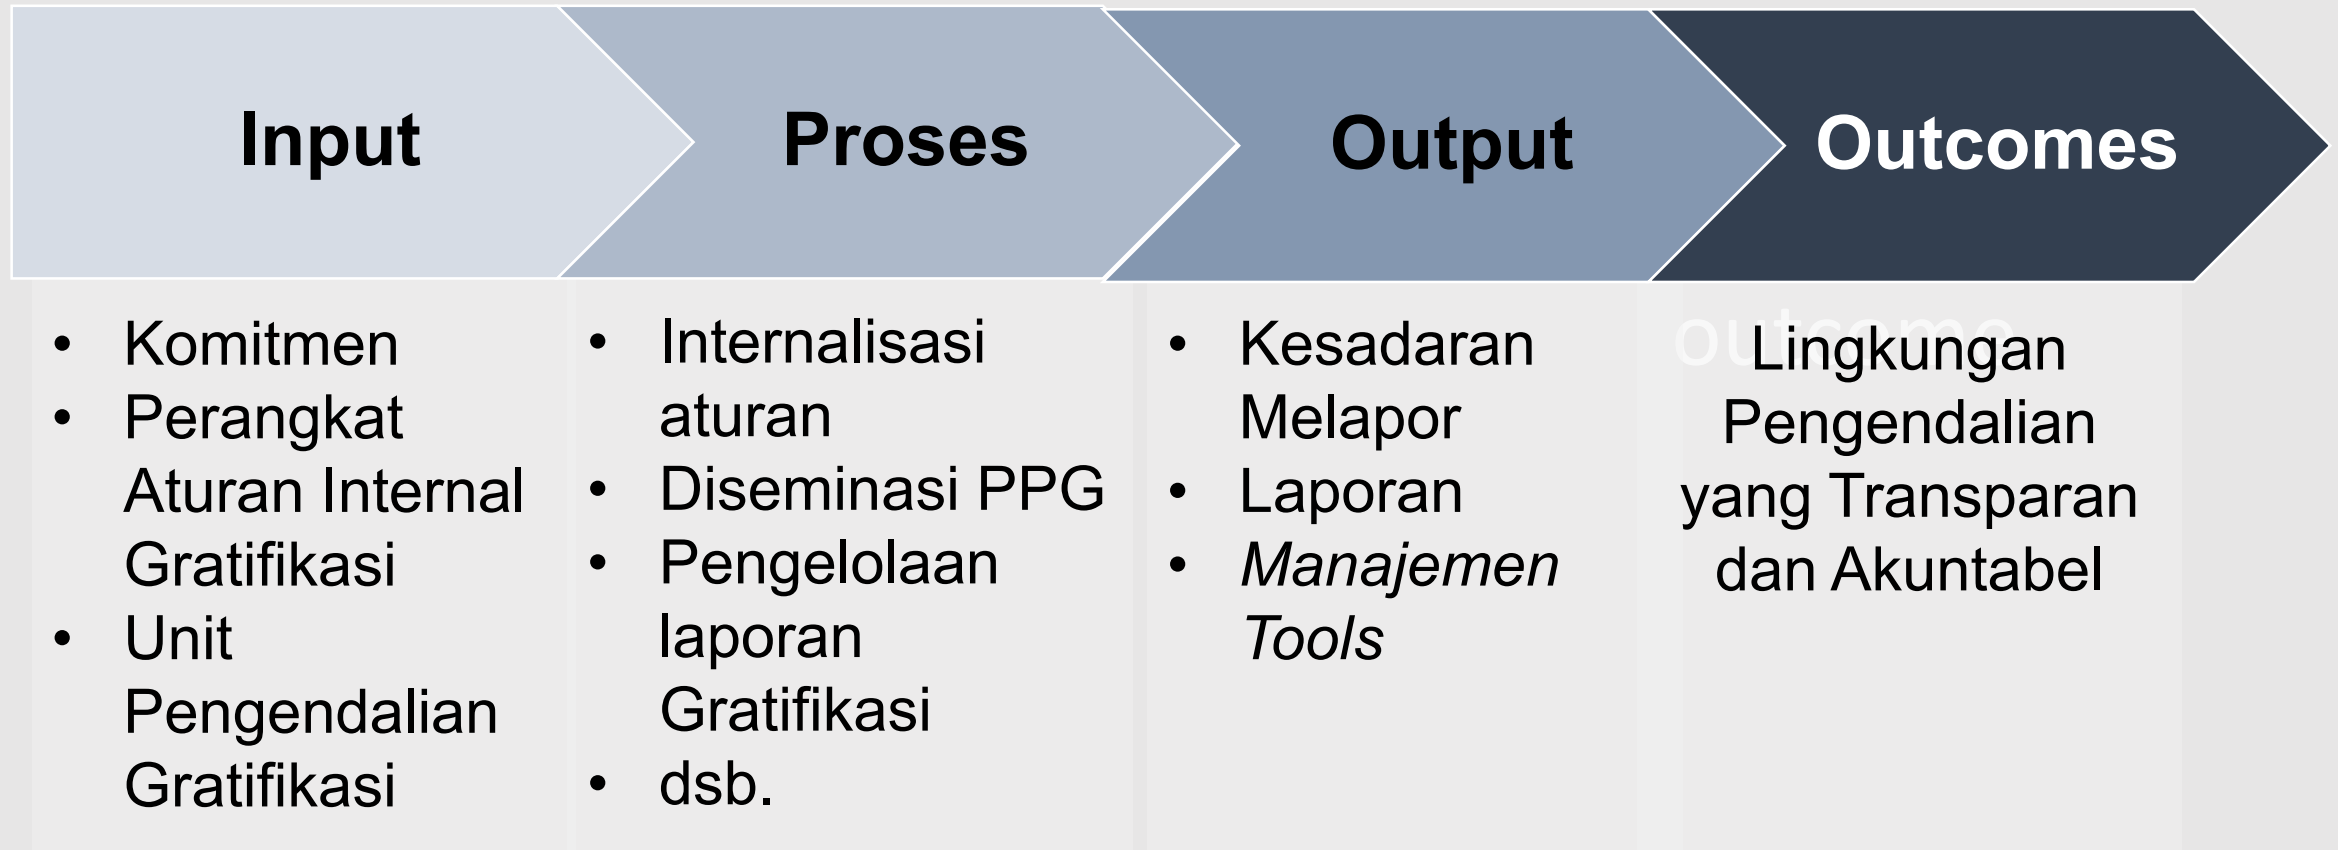 Input
Proses
Output
Outcomes
• Komitmen
• Perangkat
Aturan Internal
Gratifikasi
• Unit
Pengendalian
Gratifikasi
• Internalisasi
aturan
• Diseminasi PPG
• Pengelolaan
laporan
Gratifikasi
• dsb.
• Kesadaran
Melapor
• Laporan
• Manajemen
Tools
outcome
Lingkungan
Pengendalian
yang Transparan
dan Akuntabel